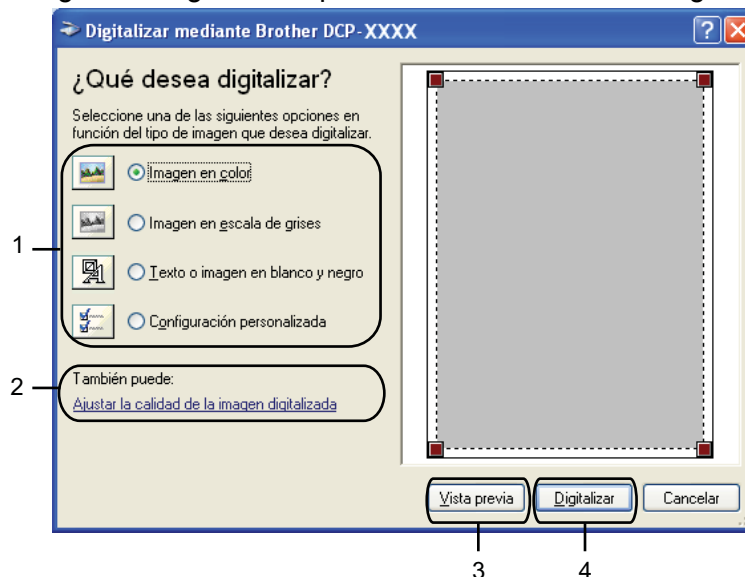 Digitalizar mediante Brother DCP-XXXX
¿Qué desea digitalizar?
Seleccione una de las siguientes opciones en
función del tipo de imagen que desea digitalizar.
Imagen en color
Imagen en escala de grises
1
Texto o imagen en blanco y negro
Configuración personalizada
2
También puede:
Ajustar la calidad de la imagen digitalizada
Vista previa
Digitalizar
Cancelar
3
4